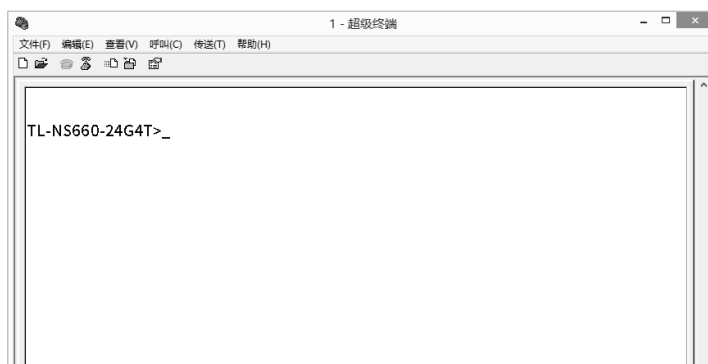 1 - 超级终端
文件(F) 编辑(E) 查看(V) 呼叫(C) 传送(T) 帮助(H)
TL-NS660-24G4T>_